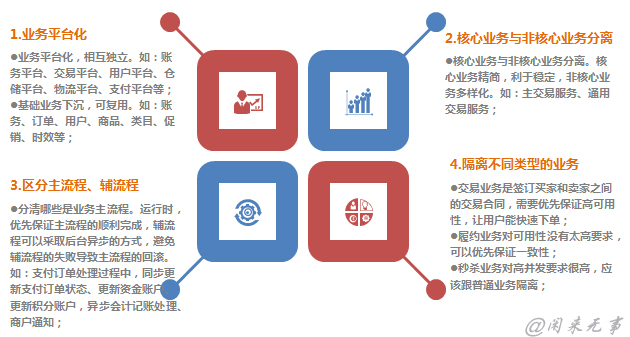 1.业务平台化
●业务平台化，相互独立。如：账
务平台、交易平台、用户平台、仓
储平台、物流平台、支付平台等；
●基础业务下沉，可复用。如：账
务、订单、用户、商品、类目、促
销、时效等；
2.核心业务与非核心业务分离
●核心业务与非核心业务分离。核
心业务精简，利于稳定，非核心业
务多样化。如：主交易服务、通用
交易服务；
3.区分主流程、辅流程
●分清哪些是业务主流程。运行时，
优先保证主流程的顺利完成，辅流
程可以采取后台异步的方式，避免
辅流程的失败导致主流程的回滚。
如：支付订单处理过程中，同步更
新支付订单状态、更新资金账户、
更新积分账户，异步会计记账处理、
商户通知；
4.隔离不同类型的业务
●交易业务是签订买家和卖家之间
的交易合同，需要优先保证高可用
性，让用户能快速下单；
●履约业务对可用性没有太高要求，
可以优先保证一致性；
●秒杀业务对高并发要求很高，应
该跟普通业务隔离；
@闲来无事